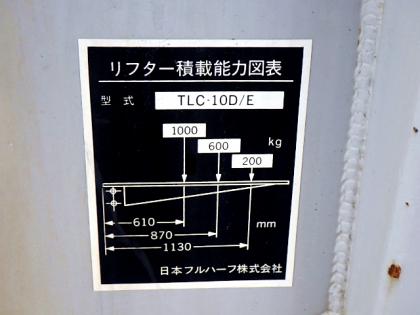 リフター積載能力図表
型式 TLC-10D/E
1000
600 kg
200
610
870 mm
1130
日本フルハーフ株式会社